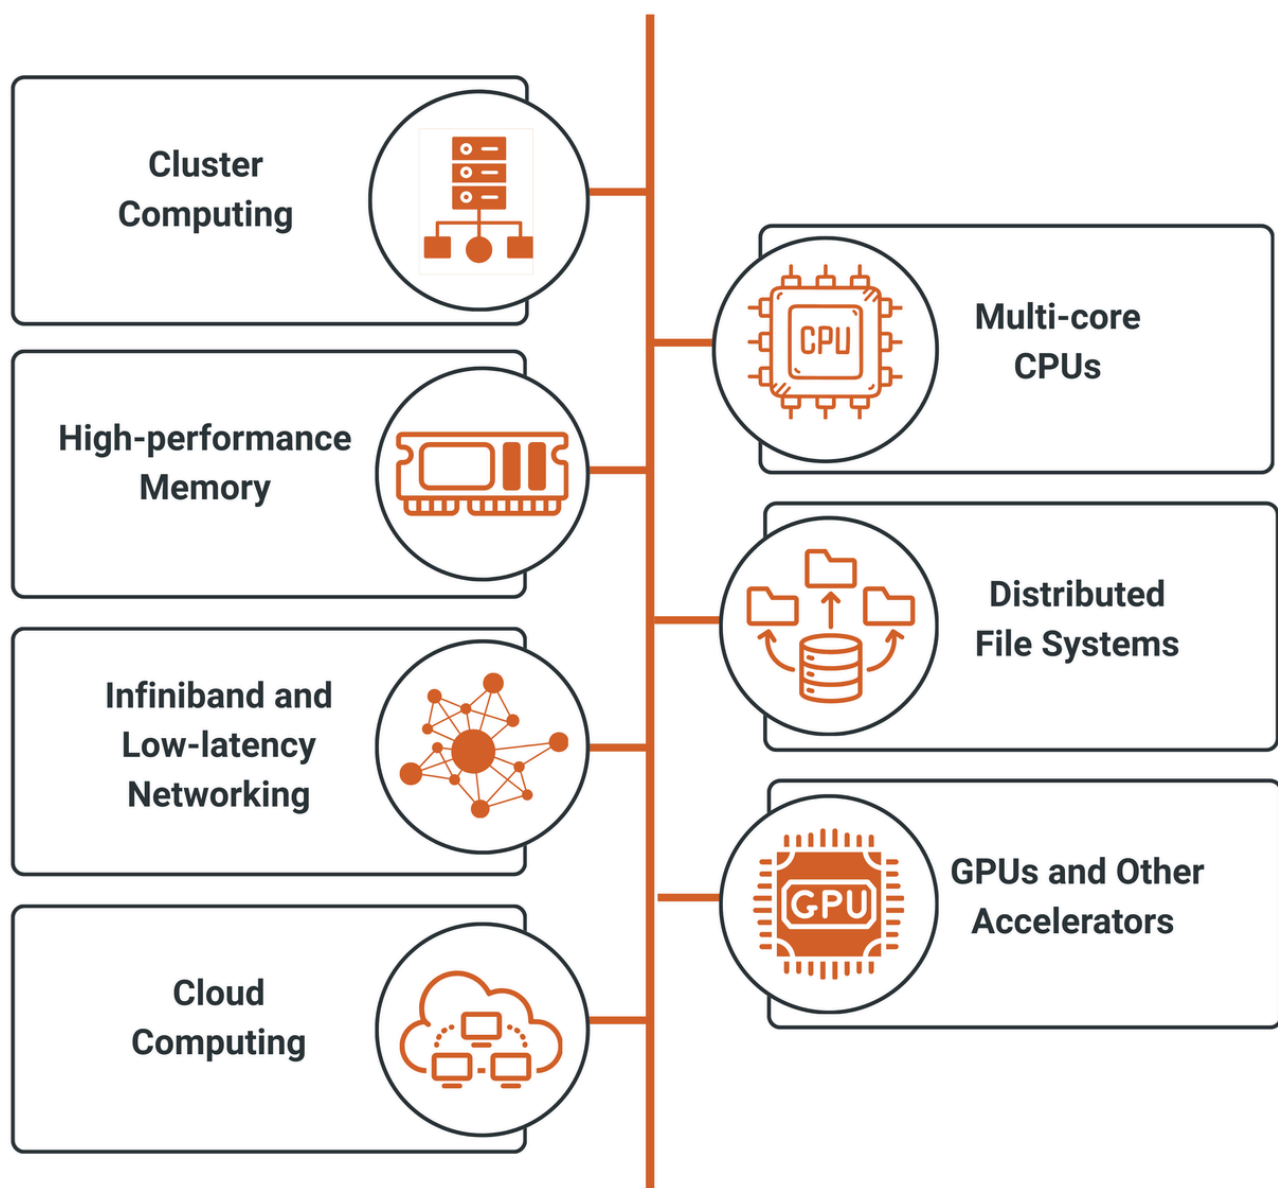 Cluster
Computing
CPU
Multi-core
CPUs
High-performance
Memory
Distributed
File Systems
Infiniband and
Low-latency
Networking
GPU
GPUs and Other
Accelerators
Cloud
Computing